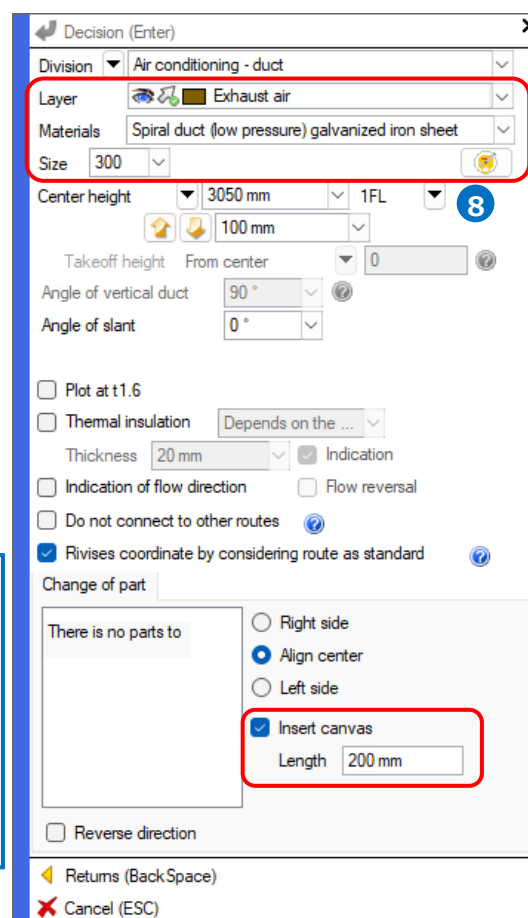 Decision (Enter)
Division Air conditioning - duct
Layer Exhaust air
Materials Spiral duct (low pressure) galvanized iron sheet
Size 300
Center height 3050 mm 1FL 8
100 mm
Takeoff height From center 0
Angle of vertical duct 90 °
Angle of slant 0 °
Plot at t1.6
Thermal insulation Depends on the ...
Thickness 20 mm Indication
Indication of flow direction Flow reversal
Do not connect to other routes
Rivises coordinate by considering route as standard
Change of part
There is no parts to
Right side
Align center
Left side
Insert canvas
Length 200 mm
Reverse direction
Returns (BackSpace)
Cancel (ESC)